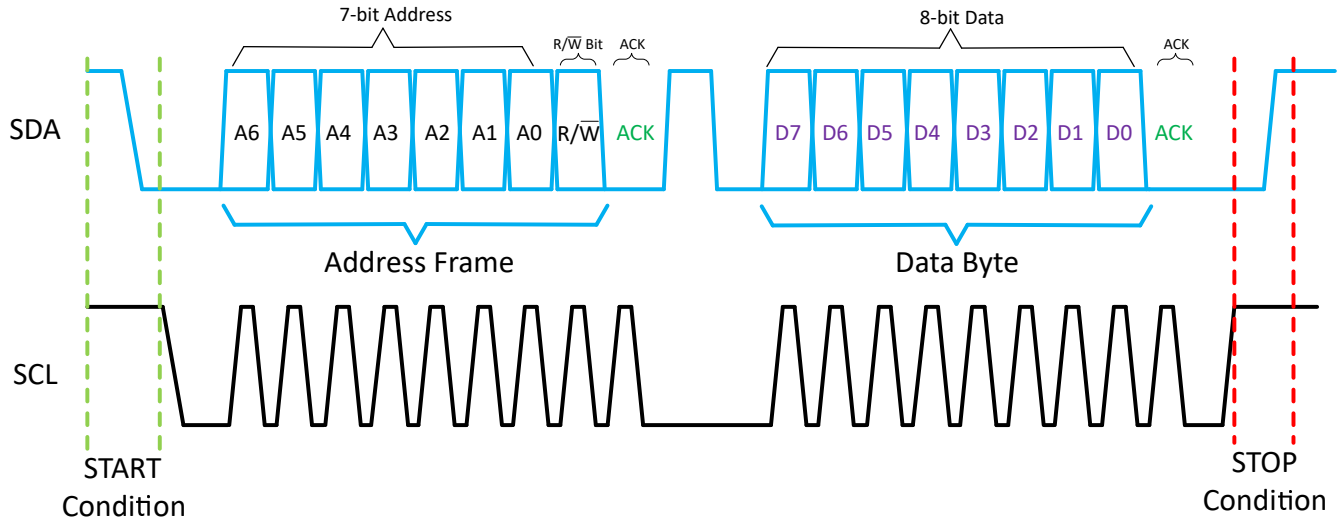 7-bit Address
R/W̅ Bit
ACK
8-bit Data
ACK
SDA
A6 A5 A4 A3 A2 A1 A0 R/W̅ ACK D7 D6 D5 D4 D3 D2 D1 D0 ACK
Address Frame
Data Byte
SCL
START
Condition
STOP
Condition